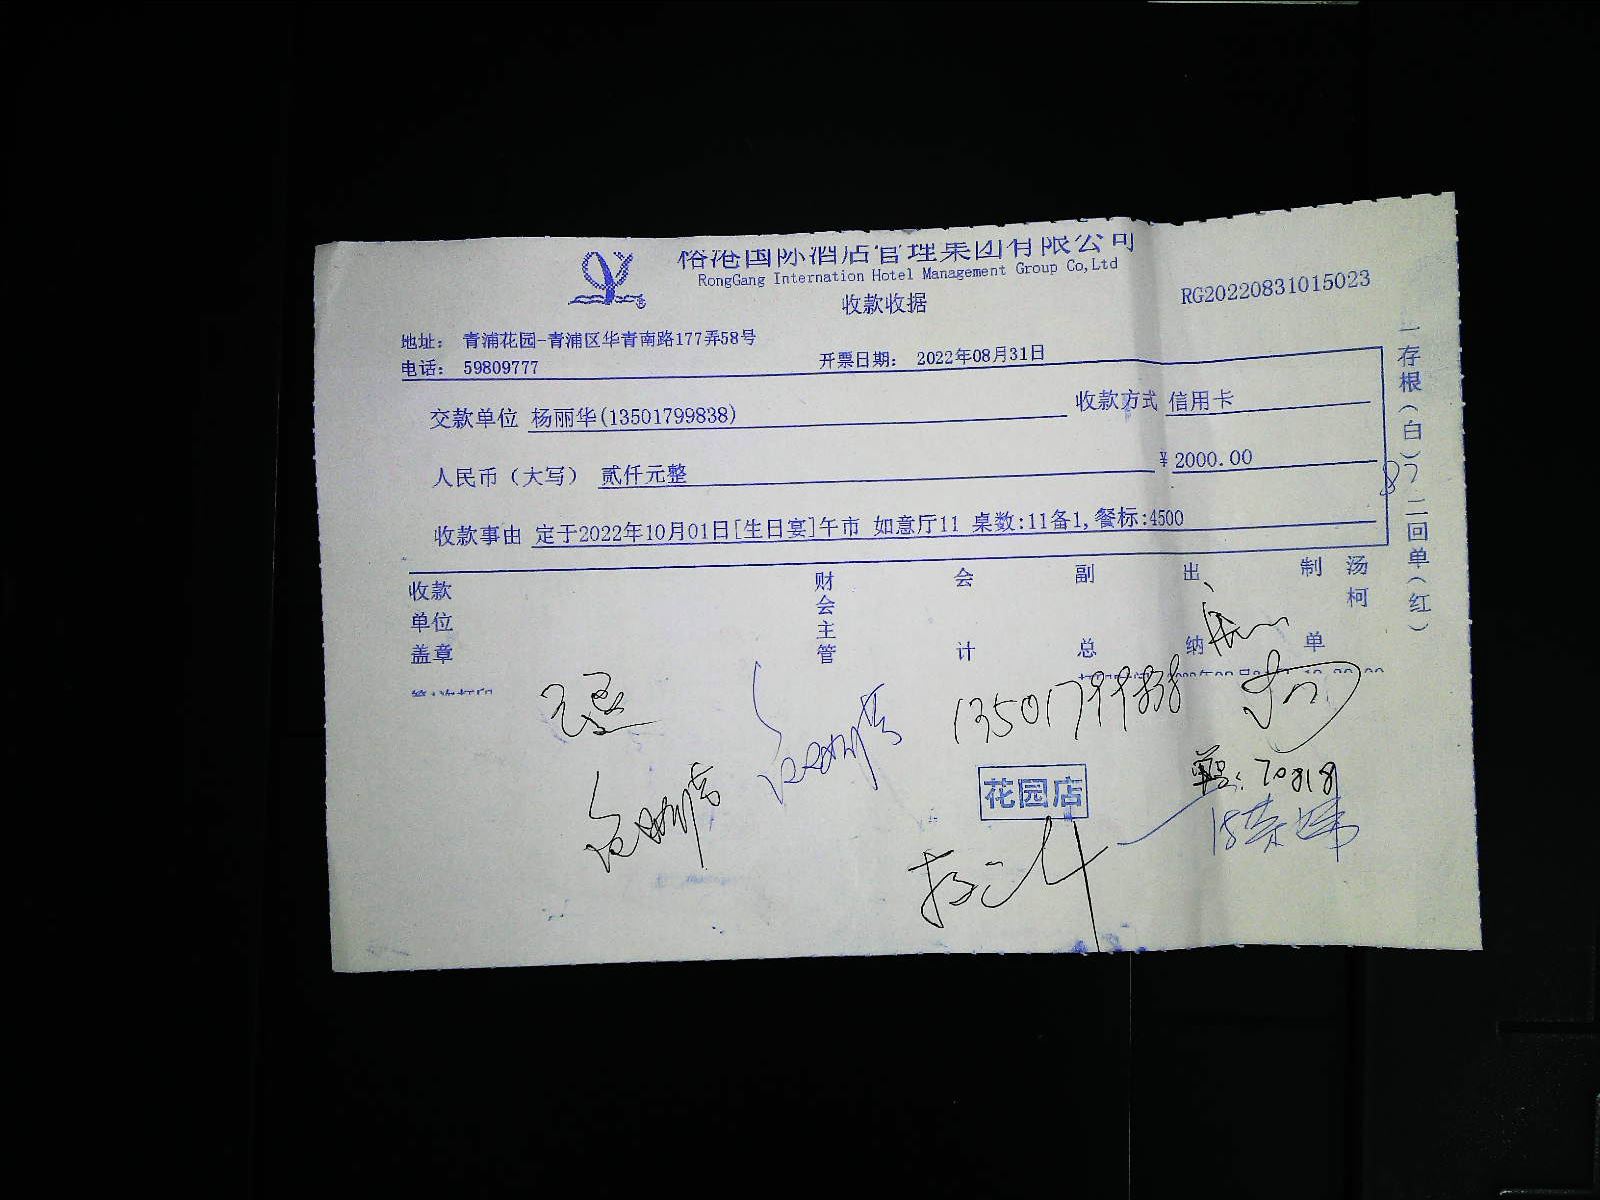 俗港国际酒店管理集团有限公司
RongGang Internation Hotel Management Group Co,Ltd
收款收据
RG20220831015023
地址： 青浦花园-青浦区华青南路177弄58号
电话： 59809777
开票日期： 2022年08月31日
交款单位 杨丽华(13501799838)
收款方式 信用卡
人民币（大写） 贰仟元整
¥ 2000.00
收款事由 定于2022年10月01日[生日宴]午市 如意厅11 桌数:11备1,餐标:4500
一存根（白）二回单（红）
87
收款单位盖章
财会主管
会计
副总
出纳
制单
汤柯
已退
13501799838
花园店
70818